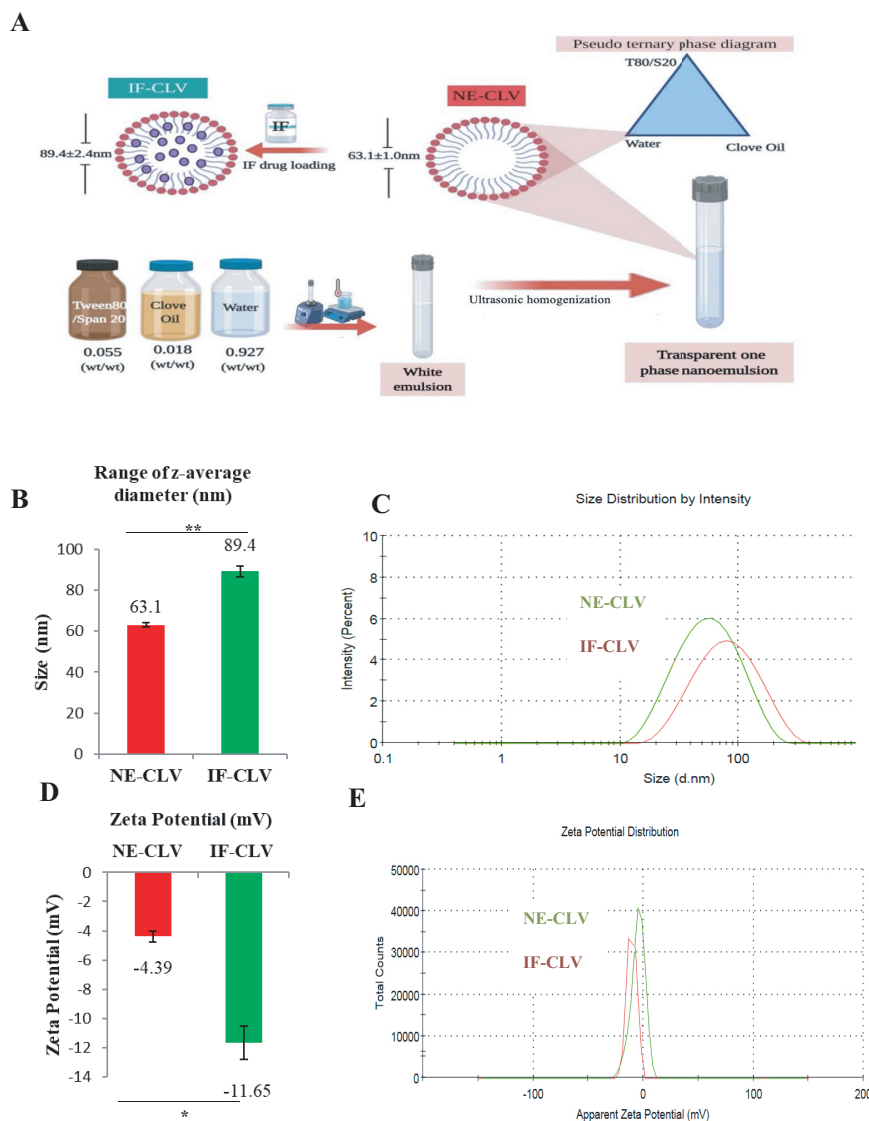 A
Pseudo ternary phase diagram
T80/S20
IF-CLV
NE-CLV
IF
89.4±2.4nm
IF drug loading
63.1±1.0nm
Water
Clove Oil
Tween80
/Span 20
Clove
Oil
Water
Ultrasonic homogenization
0.055
(wt/wt)
0.018
(wt/wt)
0.927
(wt/wt)
White
emulsion
Transparent one
phase nanoemulsion
B
Range of z-average
diameter (nm)
**
89.4
63.1
100
80
60
40
20
0
Size (nm)
NE-CLV
IF-CLV
C
Size Distribution by Intensity
NE-CLV
IF-CLV
10
8
6
4
2
0
Intensity (Percent)
0.1
1
10
100
Size (d.nm)
D
Zeta Potential (mV)
NE-CLV
IF-CLV
0
-2
-4
-6
-8
-10
-12
-14
Zeta Potential (mV)
-4.39
-11.65
*
E
Zeta Potential Distribution
NE-CLV
IF-CLV
50000
40000
30000
20000
10000
0
Total Counts
-100
0
100
200
Apparent Zeta Potential (mV)